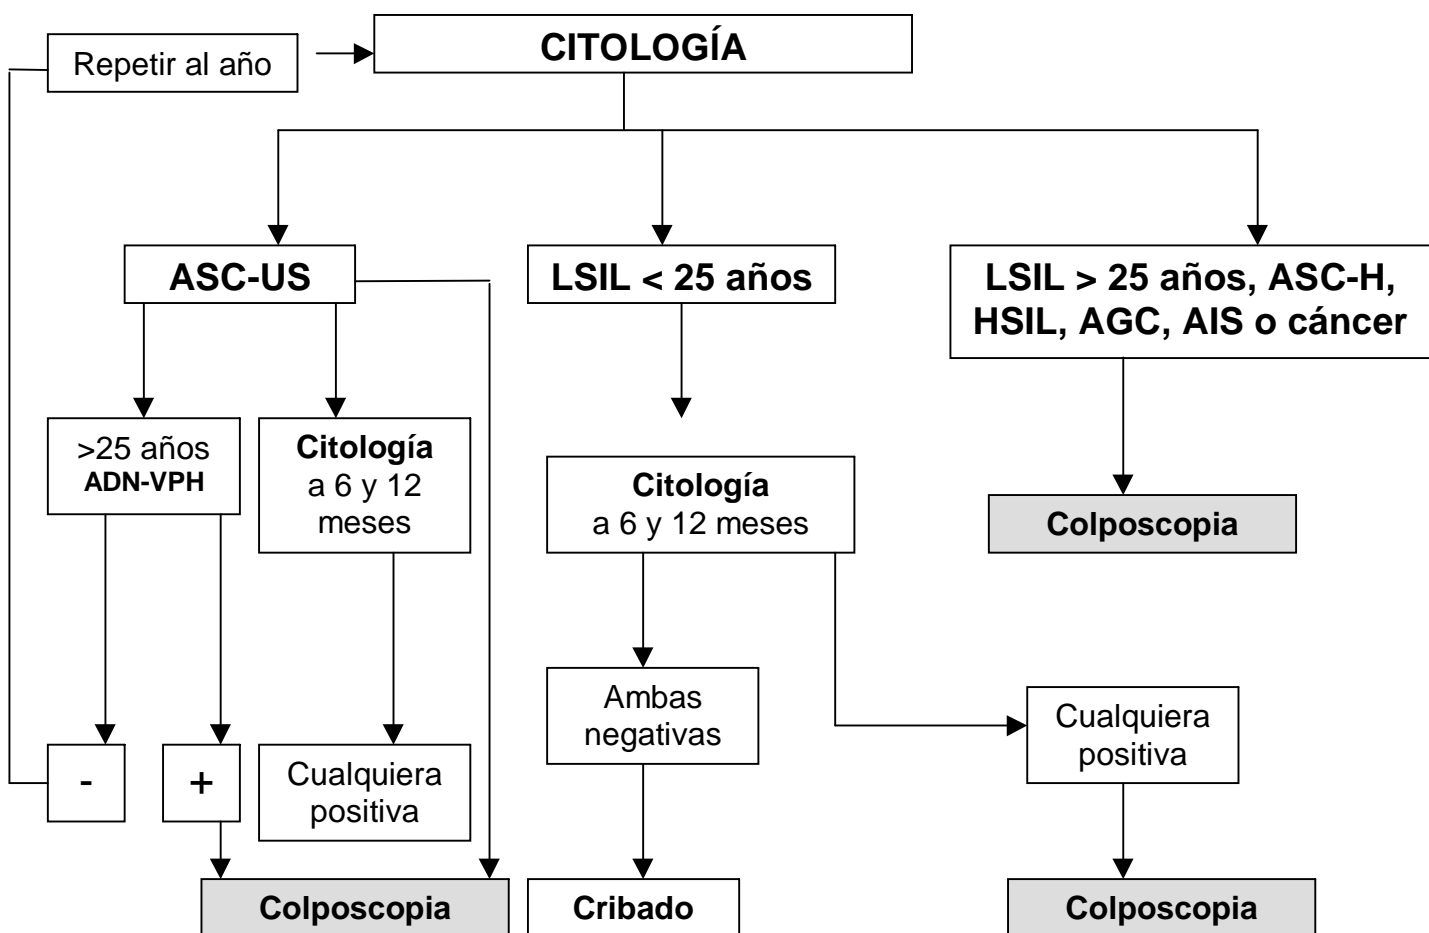 Repetir al año
CITOLOGÍA
ASC-US
LSIL < 25 años
LSIL > 25 años, ASC-H,
HSIL, AGC, AIS o cáncer
>25 años
ADN-VPH
Citología
a 6 y 12
meses
Citología
a 6 y 12 meses
Colposcopia
Ambas
negativas
Cualquiera
positiva
-
+
Cualquiera
positiva
Colposcopia
Cribado
Colposcopia